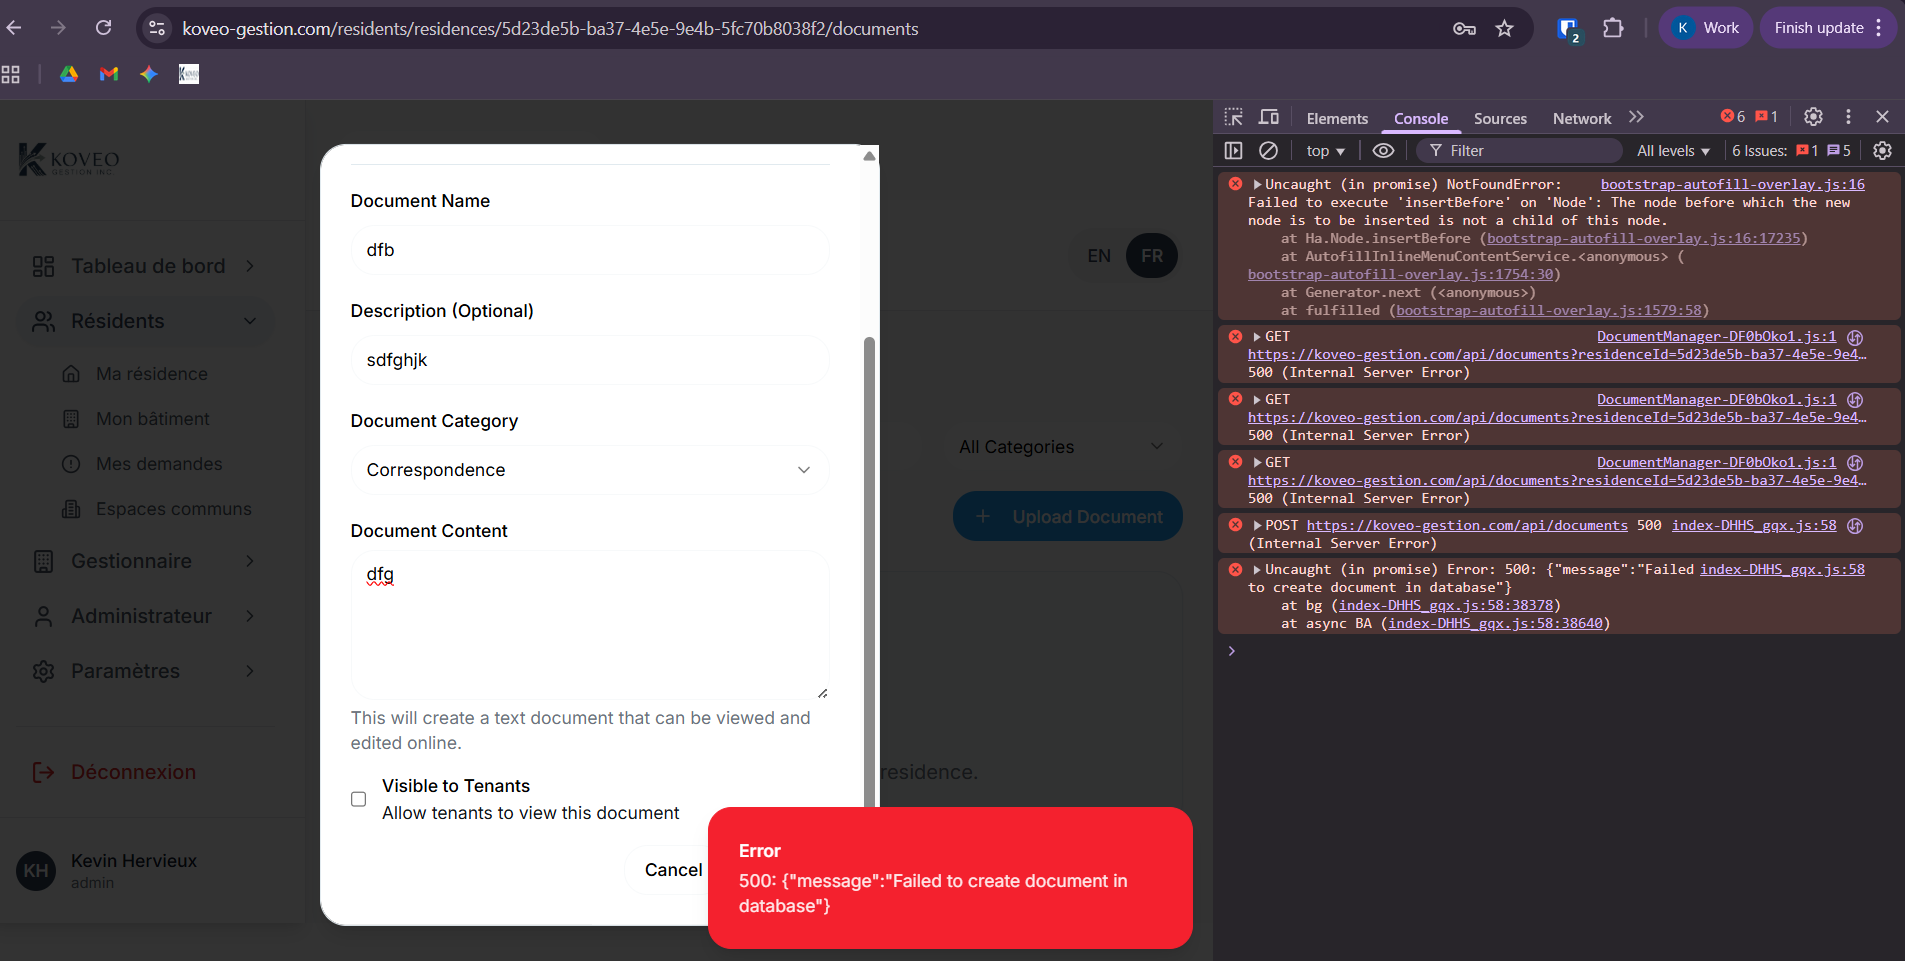 koveo-gestion.com/residents/residences/5d23de5b-ba37-4e5e-9e4b-5fc70b8038f2/documents
2
K Work
Finish update
KOVEO
GESTION INC
Tableau de bord
Résidents
Ma résidence
Mon bâtiment
Mes demandes
Espaces communs
Gestionnaire
Administrateur
Paramètres
Déconnexion
KH
Kevin Hervieux
admin
EN FR
All Categories
+ Upload Document
residence.
Document Name
dfb
Description (Optional)
sdfghjk
Document Category
Correspondence
Document Content
dfg
This will create a text document that can be viewed and
edited online.
Visible to Tenants
Allow tenants to view this document
Cancel
Error
500: {"message":"Failed to create document in
database"}
Elements Console Sources Network 6 1
top Filter All levels 6 Issues: 1 5
Uncaught (in promise) NotFoundError: bootstrap-autofill-overlay.js:16
Failed to execute 'insertBefore' on 'Node': The node before which the new
node is to be inserted is not a child of this node.
at Ha.Node.insertBefore (bootstrap-autofill-overlay.js:16:17235)
at AutofillInlineMenuContentService.<anonymous> (
bootstrap-autofill-overlay.js:1754:30)
at Generator.next (<anonymous>)
at fulfilled (bootstrap-autofill-overlay.js:1579:58)
GET DocumentManager-DF0bOko1.js:1
https://koveo-gestion.com/api/documents?residenceId=5d23de5b-ba37-4e5e-9e4…
500 (Internal Server Error)
GET DocumentManager-DF0bOko1.js:1
https://koveo-gestion.com/api/documents?residenceId=5d23de5b-ba37-4e5e-9e4…
500 (Internal Server Error)
GET DocumentManager-DF0bOko1.js:1
https://koveo-gestion.com/api/documents?residenceId=5d23de5b-ba37-4e5e-9e4…
500 (Internal Server Error)
POST https://koveo-gestion.com/api/documents 500 index-DHHS_gqx.js:58
(Internal Server Error)
Uncaught (in promise) Error: 500: {"message":"Failed index-DHHS_gqx.js:58
to create document in database"}
at bg (index-DHHS_gqx.js:58:38378)
at async BA (index-DHHS_gqx.js:58:38640)